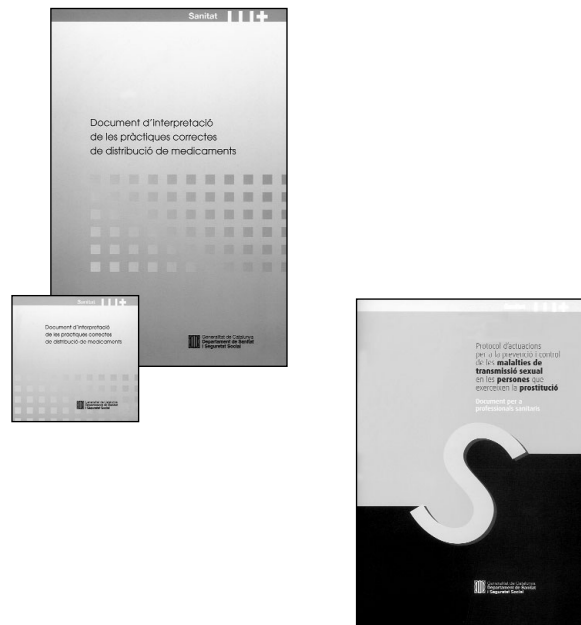 Sanitat
Document d'interpretació
de les pràctiques correctes
de distribució de medicaments
Generalitat de Catalunya
Departament de Sanitat
i Seguretat Social
Sanitat
Document d'interpretació
de les pràctiques correctes
de distribució de medicaments
Generalitat de Catalunya
Departament de Sanitat
i Seguretat Social
Protocol d'actuacions
per a la prevenció i control
de les malalties de
transmissió sexual
en les persones que
exerceixen la prostitució
Document per a
professionals sanitaris
Generalitat de Catalunya
Departament de Sanitat
i Seguretat Social